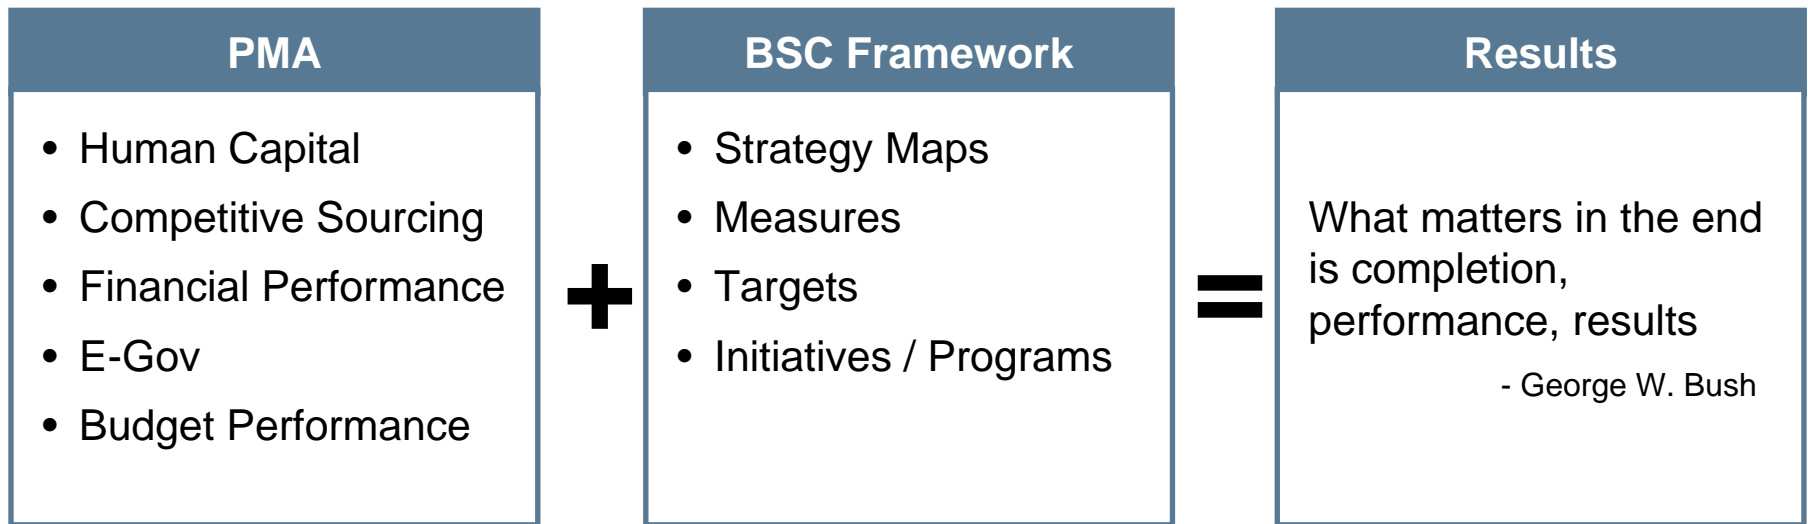 PMA
• Human Capital
• Competitive Sourcing
• Financial Performance
• E-Gov
• Budget Performance
+
BSC Framework
• Strategy Maps
• Measures
• Targets
• Initiatives / Programs
=
Results
What matters in the end
is completion,
performance, results
- George W. Bush